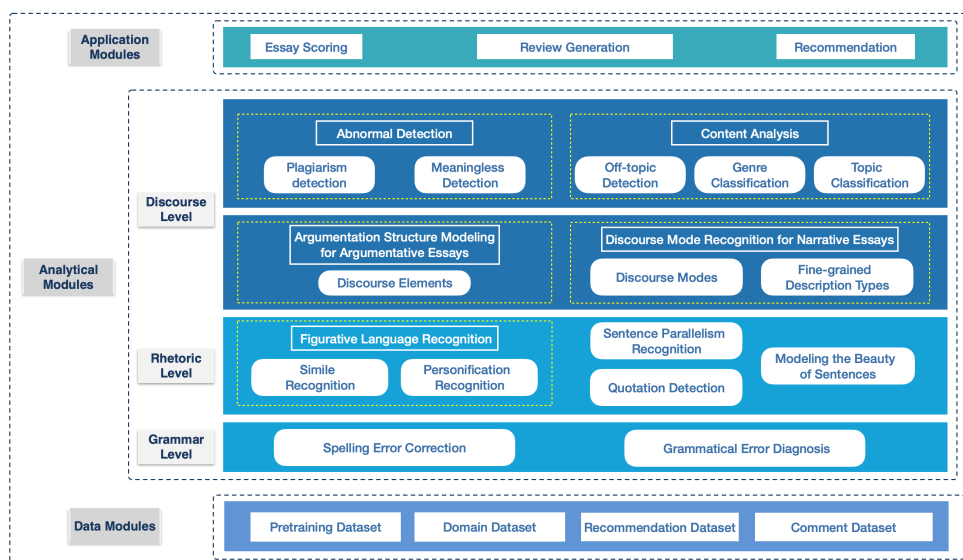 Application
Modules
Essay Scoring
Review Generation
Recommendation
Analytical
Modules
Discourse
Level
Abnormal Detection
Plagiarism
detection
Meaningless
Detection
Content Analysis
Off-topic
Detection
Genre
Classification
Topic
Classification
Argumentation Structure Modeling
for Argumentative Essays
Discourse Elements
Discourse Mode Recognition for Narrative Essays
Discourse Modes
Fine-grained
Description Types
Rhetoric
Level
Figurative Language Recognition
Simile
Recognition
Personification
Recognition
Sentence Parallelism
Recognition
Quotation Detection
Modeling the Beauty
of Sentences
Grammar
Level
Spelling Error Correction
Grammatical Error Diagnosis
Data Modules
Pretraining Dataset
Domain Dataset
Recommendation Dataset
Comment Dataset